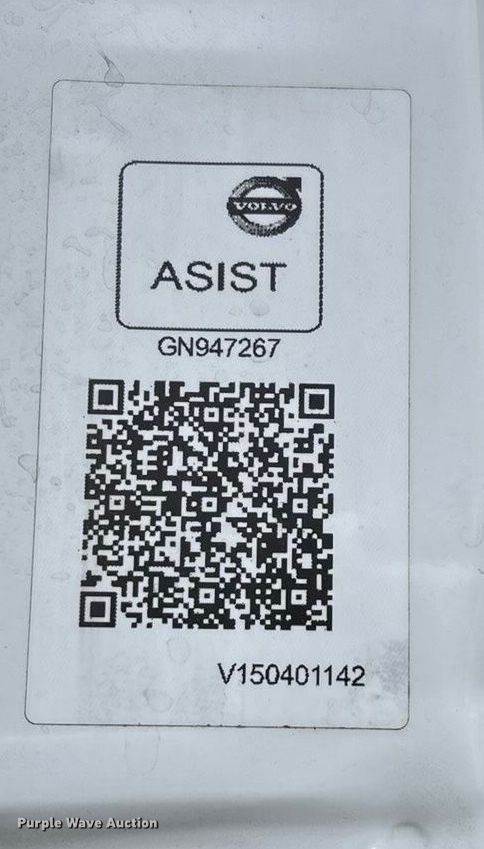 VOLVO
ASIST
GN947267
V150401142
Purple Wave Auction